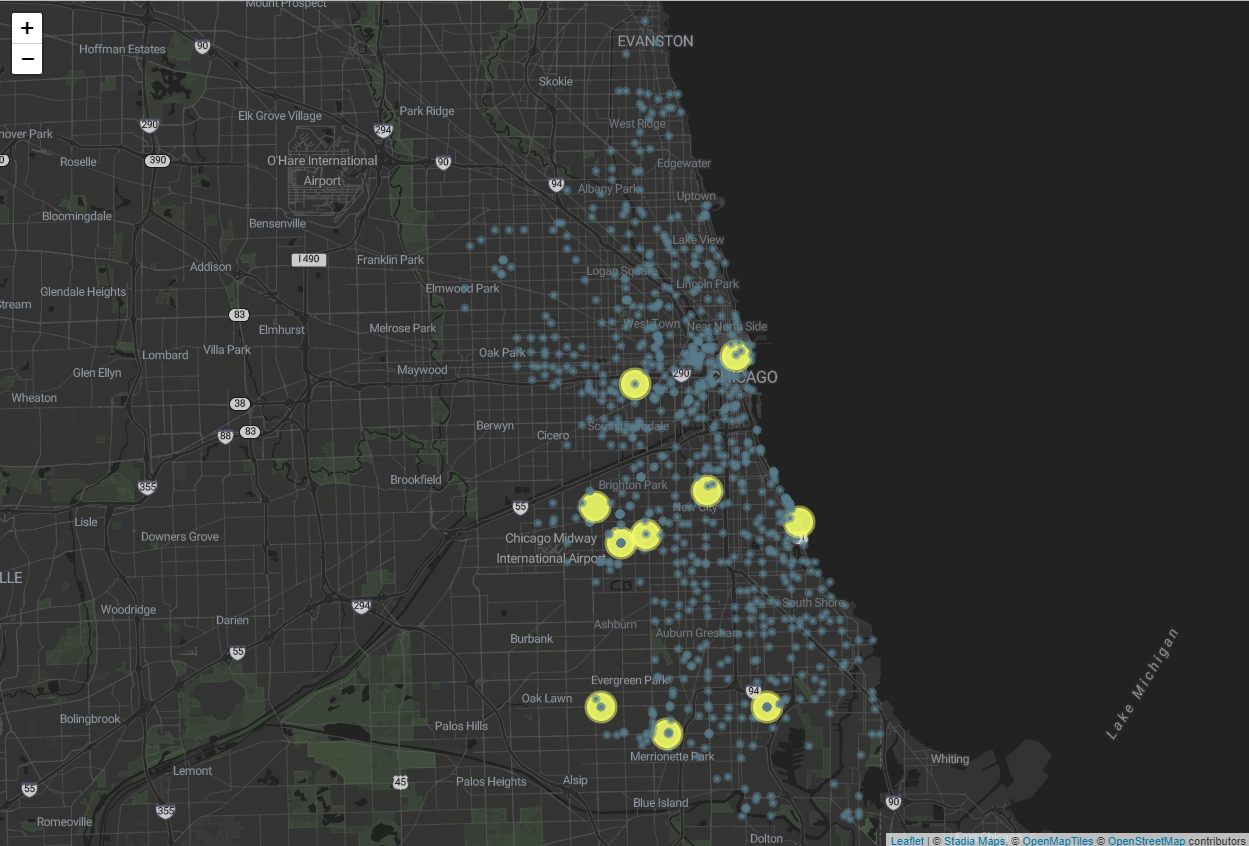 Mount Prospect
+
EVANSTON
Hoffman Estates
90
−
Skokie
Park Ridge
Elk Grove Village
290
294
West Ridge
nover Park
Roselle
390
O'Hare International
Airport
90
Edgewater
94
Albany Park
Uptown
Bloomingdale
Bensenville
Lake View
I 490
Franklin Park
Addison
Logan Square
Lincoln Park
Glendale Heights
Elmwood Park
stream
83
Elmhurst
Melrose Park
West Town
Near North Side
Villa Park
Lombard
Oak Park
Glen Ellyn
Maywood
290
CHICAGO
Wheaton
38
Berwyn
South Lawndale
88
83
Cicero
Brookfield
Brighton Park
355
55
New City
Lisle
Downers Grove
Chicago Midway
International Airport
LLE
Woodridge
294
South Shore
Darien
Ashburn
Burbank
Auburn Gresham
55
Evergreen Park
Oak Lawn
94
Lake Michigan
Bolingbrook
Palos Hills
Merrionette Park
Whiting
Lemont
45
Palos Heights
Alsip
55
355
Blue Island
90
Romeoville
Dolton
Leaflet | © Stadia Maps, © OpenMapTiles © OpenStreetMap contributors